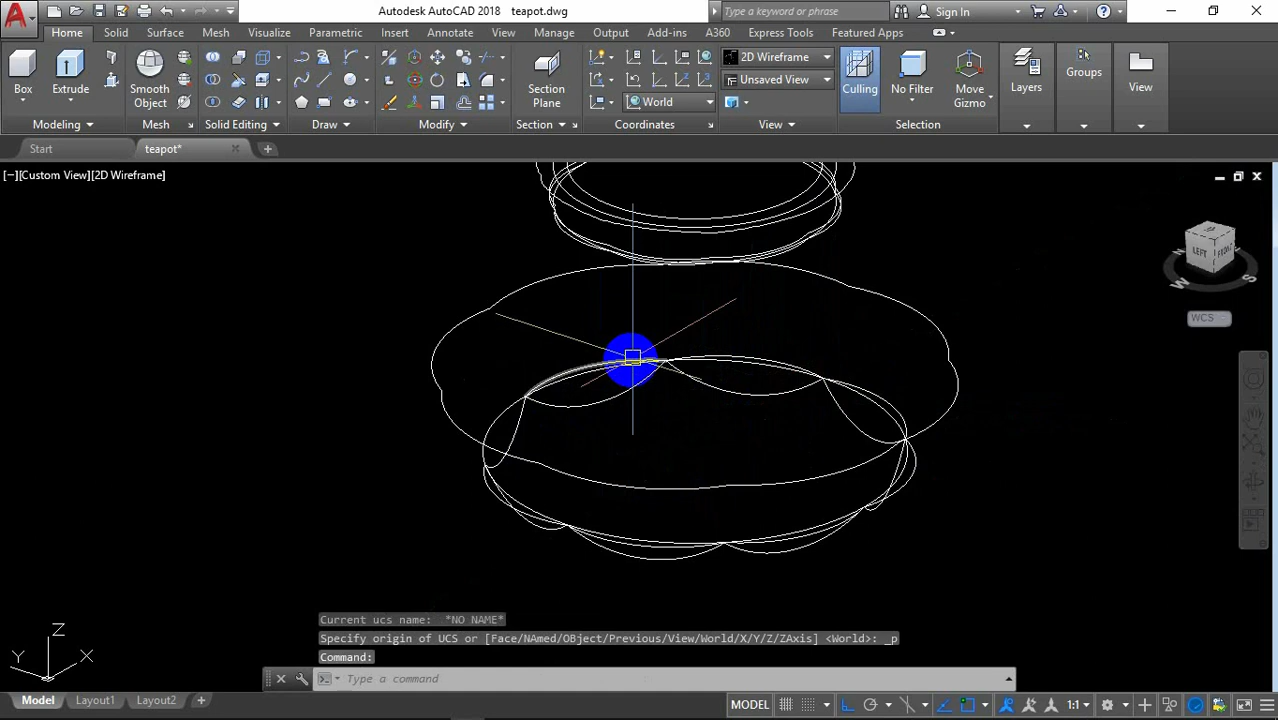 Autodesk AutoCAD 2018 teapot.dwg
Type a keyword or phrase
Sign In
Home Solid Surface Mesh Visualize Parametric Insert Annotate View Manage Output Add-ins A360 Express Tools Featured Apps
Box
Extrude
Smooth Object
Section Plane
2D Wireframe
Unsaved View
World
Culling
No Filter
Move Gizmo
Layers
Groups
View
Modeling
Mesh
Solid Editing
Draw
Modify
Section
Coordinates
View
Selection
Start
teapot*
[−][Custom View][2D Wireframe]
LEFT
FRONT
W
S
WCS
Current ucs name: *NO NAME*
Specify origin of UCS or [Face/NAmed/OBject/Previous/View/World/X/Y/Z/ZAxis] <World>: _p
Command:
Type a command
Z
Y
X
Model Layout1 Layout2
MODEL
1:1